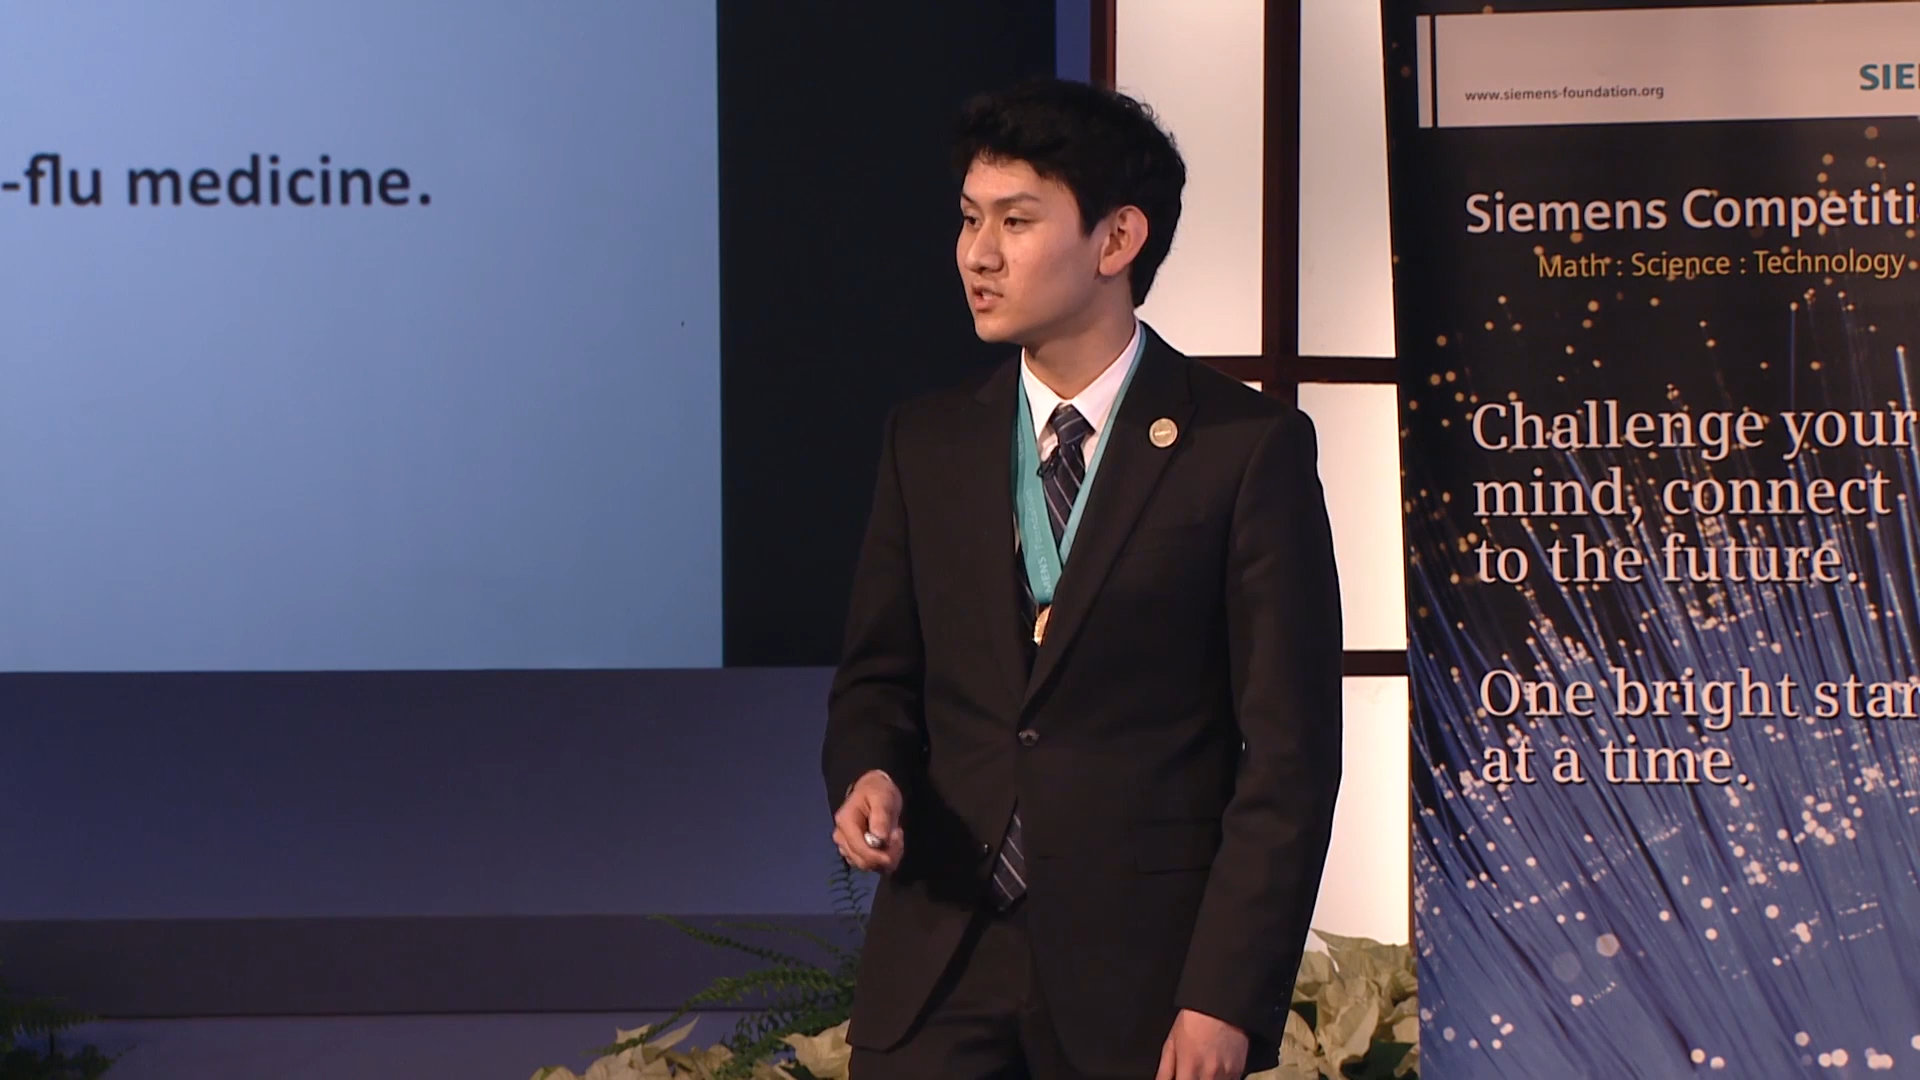 -flu medicine.
www.siemens-foundation.org
SIE
Siemens Competiti
Math : Science : Technology
Challenge your
mind, connect
to the future.
One bright star
at a time.